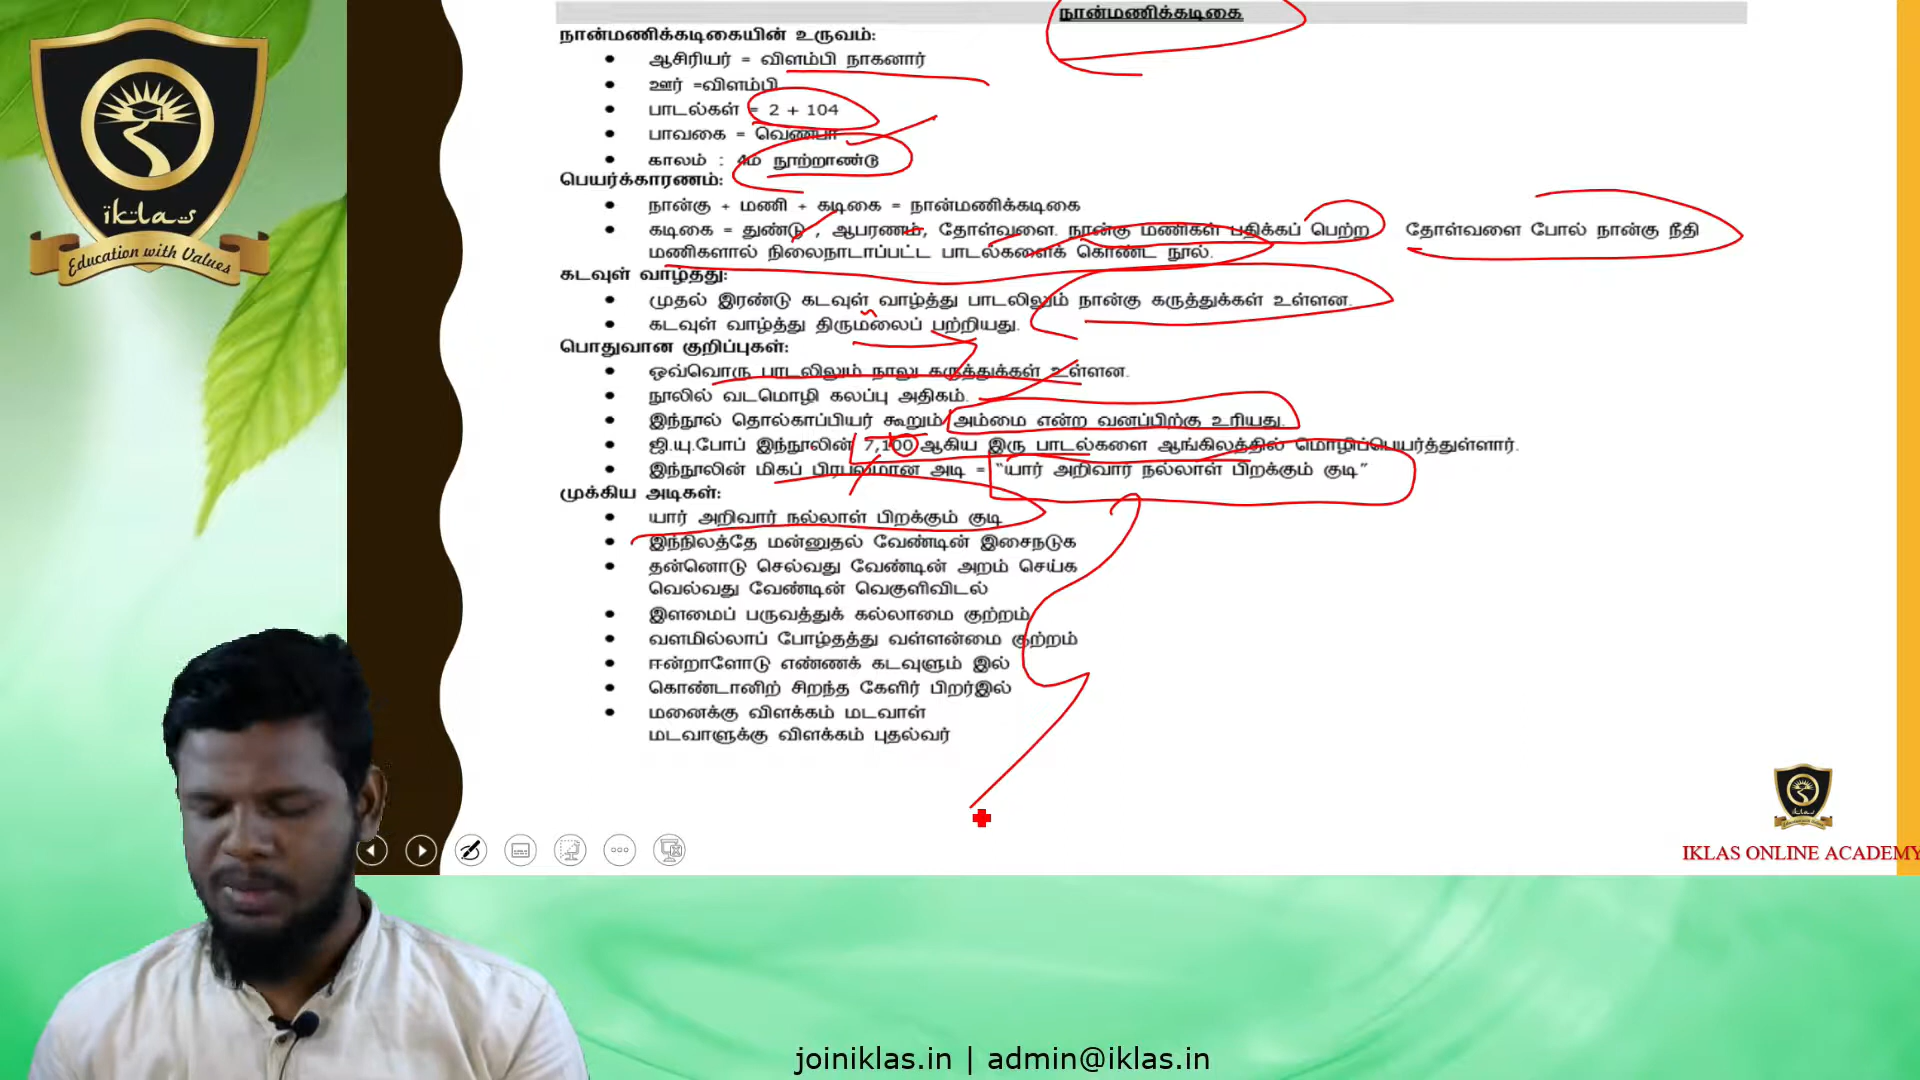 iklas
Education with Values
நான்மணிக்கடிகை
நான்மணிக்கடிகையின் உருவம்:
• ஆசிரியர் = விளம்பி நாகனார்
• ஊர் =விளம்பி
• பாடல்கள் = 2 + 104
• பாவகை = வெண்பா
• காலம் : 4ம் நூற்றாண்டு
பெயர்க்காரணம்:
• நான்கு + மணி + கடிகை = நான்மணிக்கடிகை
• கடிகை = துண்டு , ஆபரணம், தோள்வளை. நான்கு மணிகள் பதிக்கப் பெற்ற தோள்வளை போல் நான்கு நீதி
மணிகளால் நிலைநாடாப்பட்ட பாடல்களைக் கொண்ட நூல்.
கடவுள் வாழ்த்து:
• முதல் இரண்டு கடவுள் வாழ்த்து பாடலிலும் நான்கு கருத்துக்கள் உள்ளன.
• கடவுள் வாழ்த்து திருமலைப் பற்றியது.
பொதுவான குறிப்புகள்:
• ஒவ்வொரு பாடலிலும் நாலு கருத்துக்கள் உள்ளன.
• நூலில் வடமொழி கலப்பு அதிகம்.
• இந்நூல் தொல்காப்பியர் கூறும் அம்மை என்ற வனப்பிற்கு உரியது.
• ஜி.யு.போப் இந்நூலின் 7,100 ஆகிய இரு பாடல்களை ஆங்கிலத்தில் மொழிப்பெயர்த்துள்ளார்.
• இந்நூலின் மிகப் பிரபலமான அடி = “யார் அறிவார் நல்லாள் பிறக்கும் குடி”
முக்கிய அடிகள்:
• யார் அறிவார் நல்லாள் பிறக்கும் குடி
• இந்நிலத்தே மன்னுதல் வேண்டின் இசைநடுக
• தன்னொடு செல்வது வேண்டின் அறம் செய்க
வெல்வது வேண்டின் வெகுளிவிடல்
• இளமைப் பருவத்துக் கல்லாமை குற்றம்
• வளமில்லாப் போழ்தத்து வள்ளன்மை குற்றம்
• ஈன்றாளோடு எண்ணக் கடவுளும் இல்
• கொண்டானிற் சிறந்த கேளிர் பிறர்இல்
• மனைக்கு விளக்கம் மடவாள்
மடவாளுக்கு விளக்கம் புதல்வர்
IKLAS ONLINE ACADEMY
joiniklas.in | admin@iklas.in